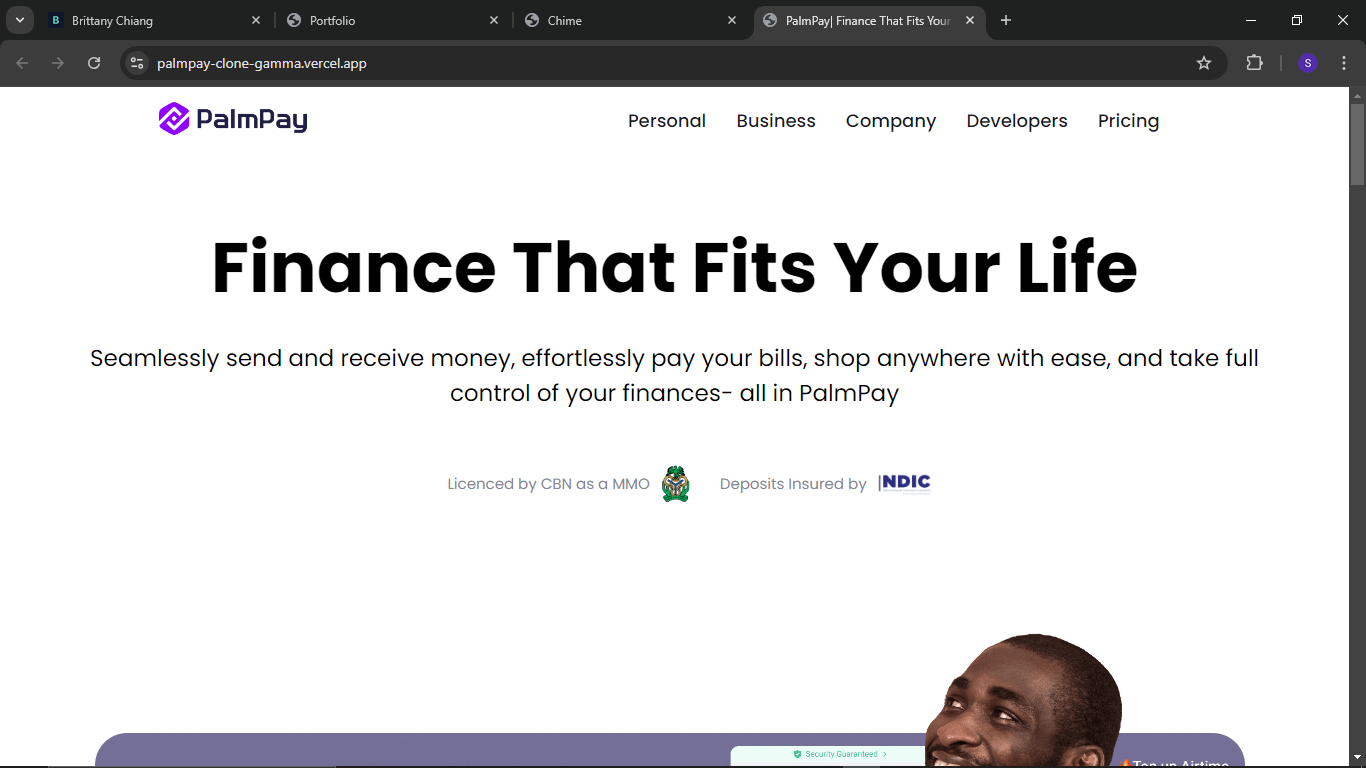 B Brittany Chiang
Portfolio
Chime
PalmPay| Finance That Fits Your
palmpay-clone-gamma.vercel.app
S
PalmPay
Personal Business Company Developers Pricing
Finance That Fits Your Life
Seamlessly send and receive money, effortlessly pay your bills, shop anywhere with ease, and take full
control of your finances- all in PalmPay
Licenced by CBN as a MMO
Deposits Insured by NDIC
Security Guaranteed >
🔥Top up Airtime